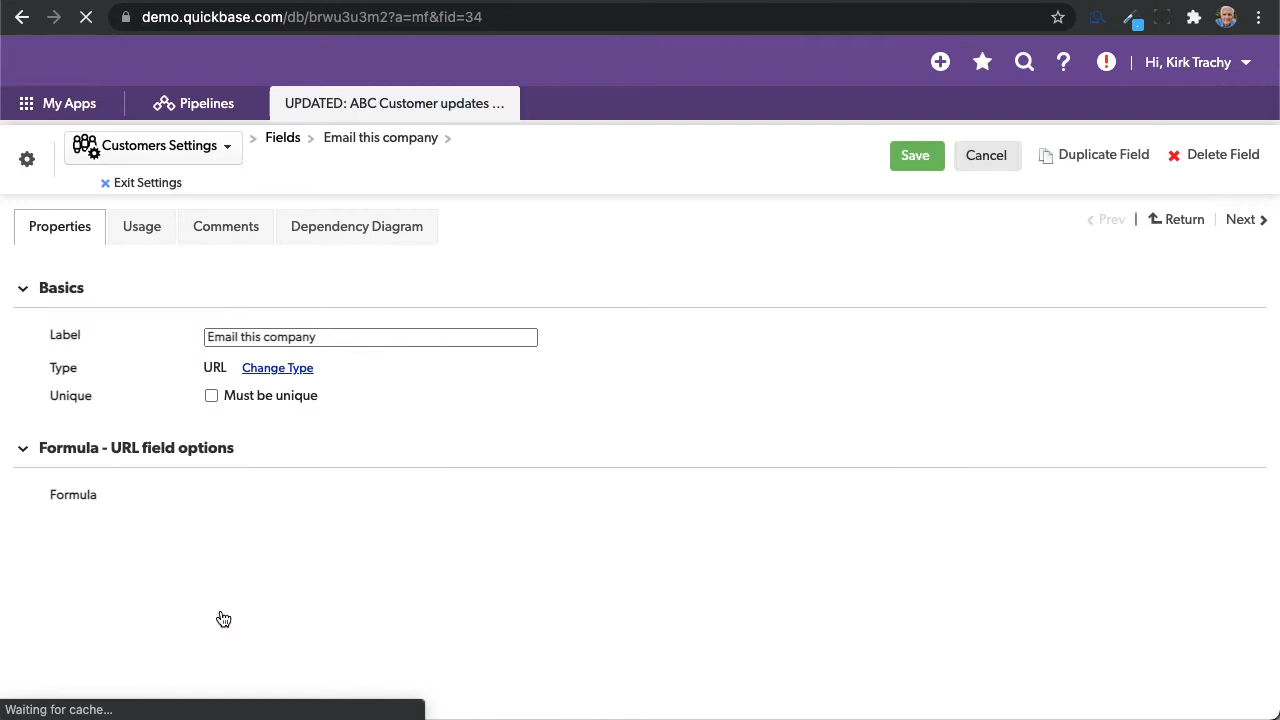 demo.quickbase.com/db/brwu3u3m2?a=mf&fid=34
Hi, Kirk Trachy
My Apps
Pipelines
UPDATED: ABC Customer updates ...
Customers Settings > Fields > Email this company >
Save
Cancel
Duplicate Field
Delete Field
Exit Settings
Properties
Usage
Comments
Dependency Diagram
Prev | Return | Next
Basics
Label Email this company
Type URL Change Type
Unique Must be unique
Formula - URL field options
Formula
Waiting for cache...